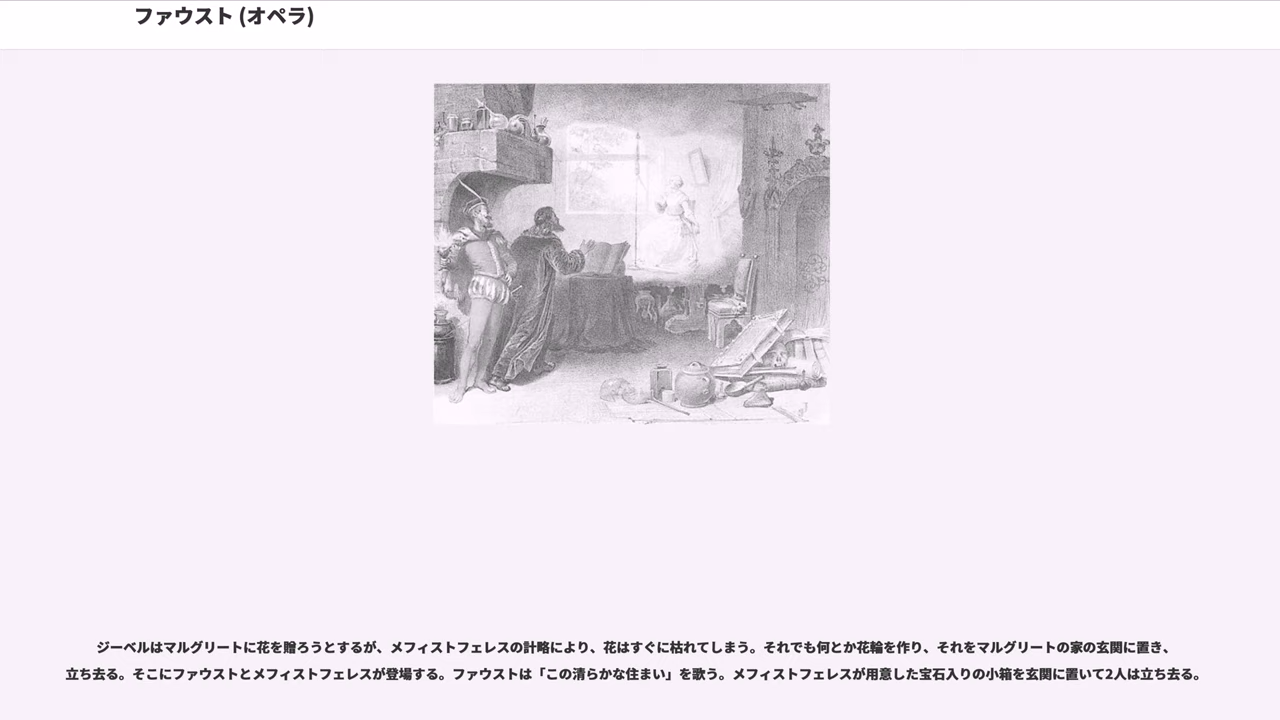 ファウスト (オペラ)
ジーベルはマルグリートに花を贈ろうとするが、メフィストフェレスの計略により、花はすぐに枯れてしまう。それでも何とか花輪を作り、それをマルグリートの家の玄関に置き、
立ち去る。そこにファウストとメフィストフェレスが登場する。ファウストは「この清らかな住まい」を歌う。メフィストフェレスが用意した宝石入りの小箱を玄関に置いて2人は立ち去る。